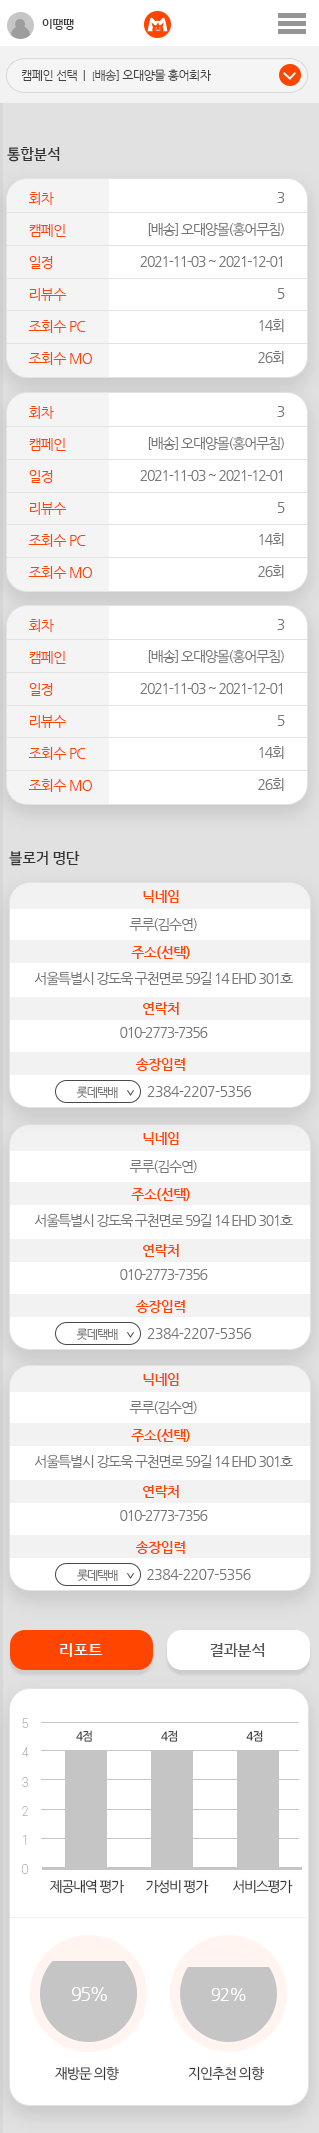 이땡땡
캠페인 선택 | [배송] 오대양몰 홍어회차
통합분석
회차 3
캠페인 [배송] 오대양몰(홍어무침)
일정 2021-11-03 ~ 2021-12-01
리뷰수 5
조회수 PC 14회
조회수 MO 26회
회차 3
캠페인 [배송] 오대양몰(홍어무침)
일정 2021-11-03 ~ 2021-12-01
리뷰수 5
조회수 PC 14회
조회수 MO 26회
회차 3
캠페인 [배송] 오대양몰(홍어무침)
일정 2021-11-03 ~ 2021-12-01
리뷰수 5
조회수 PC 14회
조회수 MO 26회
블로거 명단
닉네임
루루(김수연)
주소(선택)
서울특별시 강도욱 구천면로 59길 14 EHD 301호
연락처
010-2773-7356
송장입력
롯데택배 2384-2207-5356
닉네임
루루(김수연)
주소(선택)
서울특별시 강도욱 구천면로 59길 14 EHD 301호
연락처
010-2773-7356
송장입력
롯데택배 2384-2207-5356
닉네임
루루(김수연)
주소(선택)
서울특별시 강도욱 구천면로 59길 14 EHD 301호
연락처
010-2773-7356
송장입력
롯데택배 2384-2207-5356
리포트 결과분석
5
4점 4점 4점
4
3
2
1
0
제공내역 평가 가성비 평가 서비스평가
95% 92%
재방문 의향 지인추천 의향